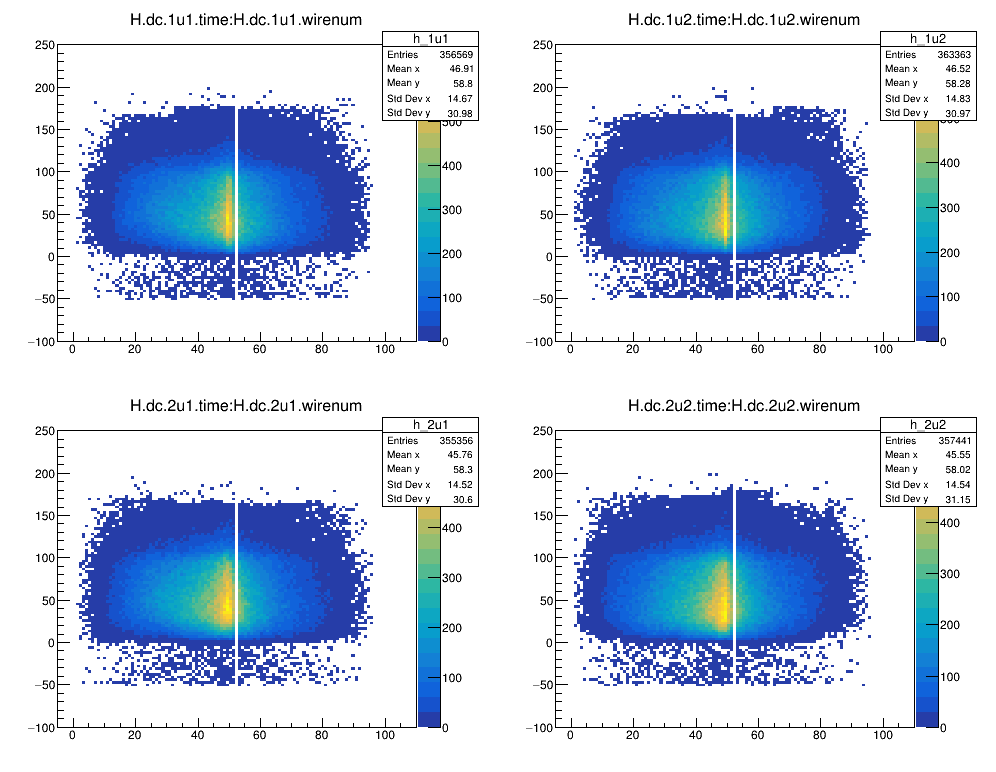 H.dc.1u1.time:H.dc.1u1.wirenum
h_1u1
Entries 356569
Mean x 46.91
Mean y 58.8
Std Dev x 14.67
Std Dev y 30.98
250
200
150
100
50
0
−50
−100
0 20 40 60 80 100
500
400
300
200
100
0
H.dc.1u2.time:H.dc.1u2.wirenum
h_1u2
Entries 363363
Mean x 46.52
Mean y 58.28
Std Dev x 14.83
Std Dev y 30.97
250
200
150
100
50
0
−50
−100
0 20 40 60 80 100
400
300
200
100
0
H.dc.2u1.time:H.dc.2u1.wirenum
h_2u1
Entries 355356
Mean x 45.76
Mean y 58.3
Std Dev x 14.52
Std Dev y 30.6
250
200
150
100
50
0
−50
−100
0 20 40 60 80 100
400
300
200
100
0
H.dc.2u2.time:H.dc.2u2.wirenum
h_2u2
Entries 357441
Mean x 45.55
Mean y 58.02
Std Dev x 14.54
Std Dev y 31.15
250
200
150
100
50
0
−50
−100
0 20 40 60 80 100
400
300
200
100
0